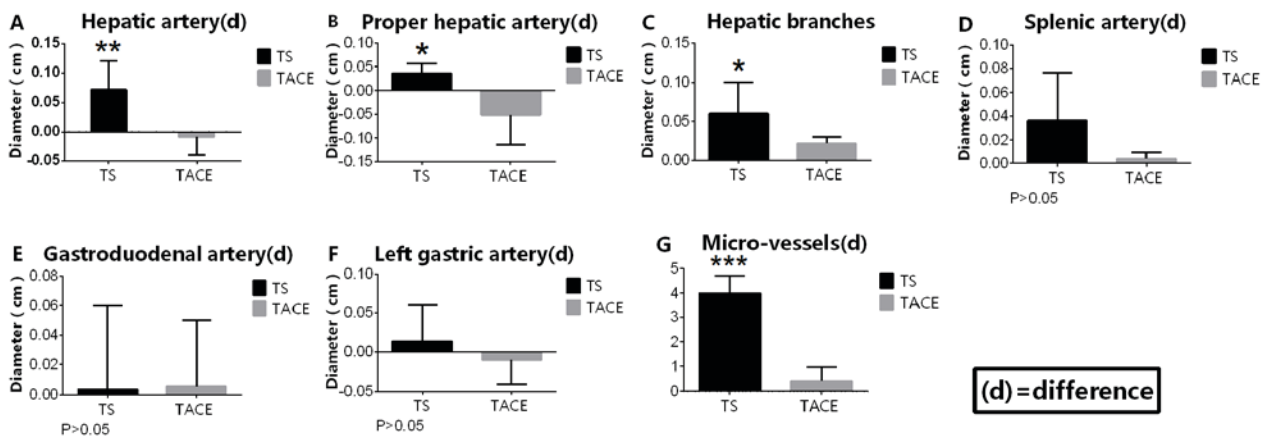 A Hepatic artery(d)
Diameter ( cm )
0.15
0.10
0.05
0.00
-0.05
**
TS
TACE
TS
TACE
B Proper hepatic artery(d)
Diameter ( cm )
0.10
0.05
0.00
-0.05
-0.10
-0.15
*
TS
TACE
TS
TACE
C Hepatic branches
Diameter ( cm )
0.15
0.10
0.05
0.00
*
TS
TACE
TS
TACE
D Splenic artery(d)
Diameter ( cm )
0.10
0.08
0.06
0.04
0.02
0.00
TS
TACE
TS
TACE
P>0.05
E Gastroduodenal artery(d)
Diameter ( cm )
0.08
0.06
0.04
0.02
0.00
TS
TACE
TS
TACE
P>0.05
F Left gastric artery(d)
Diameter ( cm )
0.10
0.05
0.00
-0.05
TS
TACE
TS
TACE
P>0.05
G Micro-vessels(d)
5
4
3
2
1
0
***
TS
TACE
TS
TACE
(d)=difference